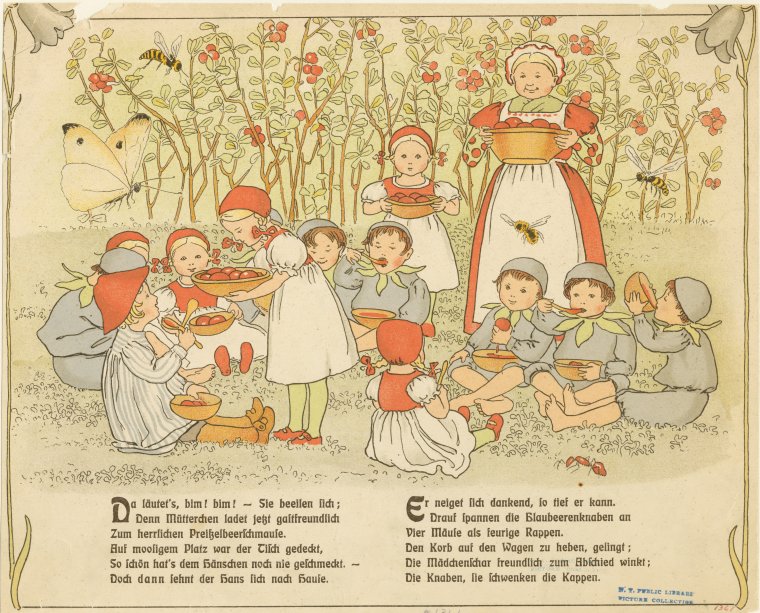 Da läutet's, bim! bim! – Sie beeilen sich;
Denn Mütterchen ladet jetzt gastfreundlich
Zum herrlichen Preißelbeerschmause.
Auf moosigem Platz war der Tisch gedeckt,
So schön hat's dem Hänschen noch nie geschmeckt. –
Doch dann sehnt der Hans sich nach Hause.
Er neiget sich dankend, so tief er kann.
Drauf spannen die Blaubeerenknaben an
Vier Mäuse als feurige Rappen.
Den Korb auf den Wagen zu heben, gelingt;
Die Mädchenschar freundlich zum Abschied winkt;
Die Knaben, sie schwenken die Kappen.
N. Y. PUBLIC LIBRARY
PICTURE COLLECTION